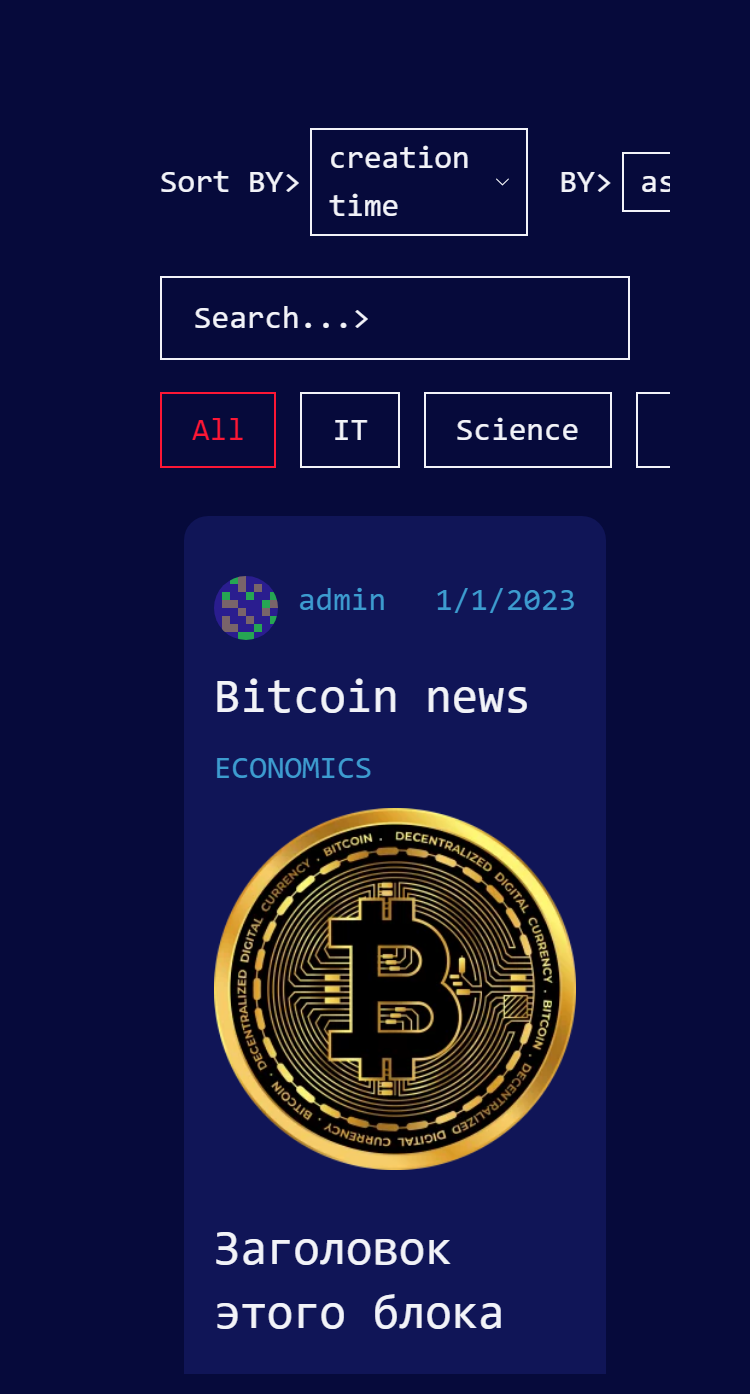 Sort BY> creation time BY> as
Search...>
All IT Science
admin 1/1/2023
Bitcoin news
ECONOMICS
DECENTRALIZED DIGITAL CURRENCY . BITCOIN . DECENTRALIZED DIGITAL CURRENCY . BITCOIN . DECENTRALIZED DIGITAL CURRENCY . BITCOIN .
Заголовок
этого блока